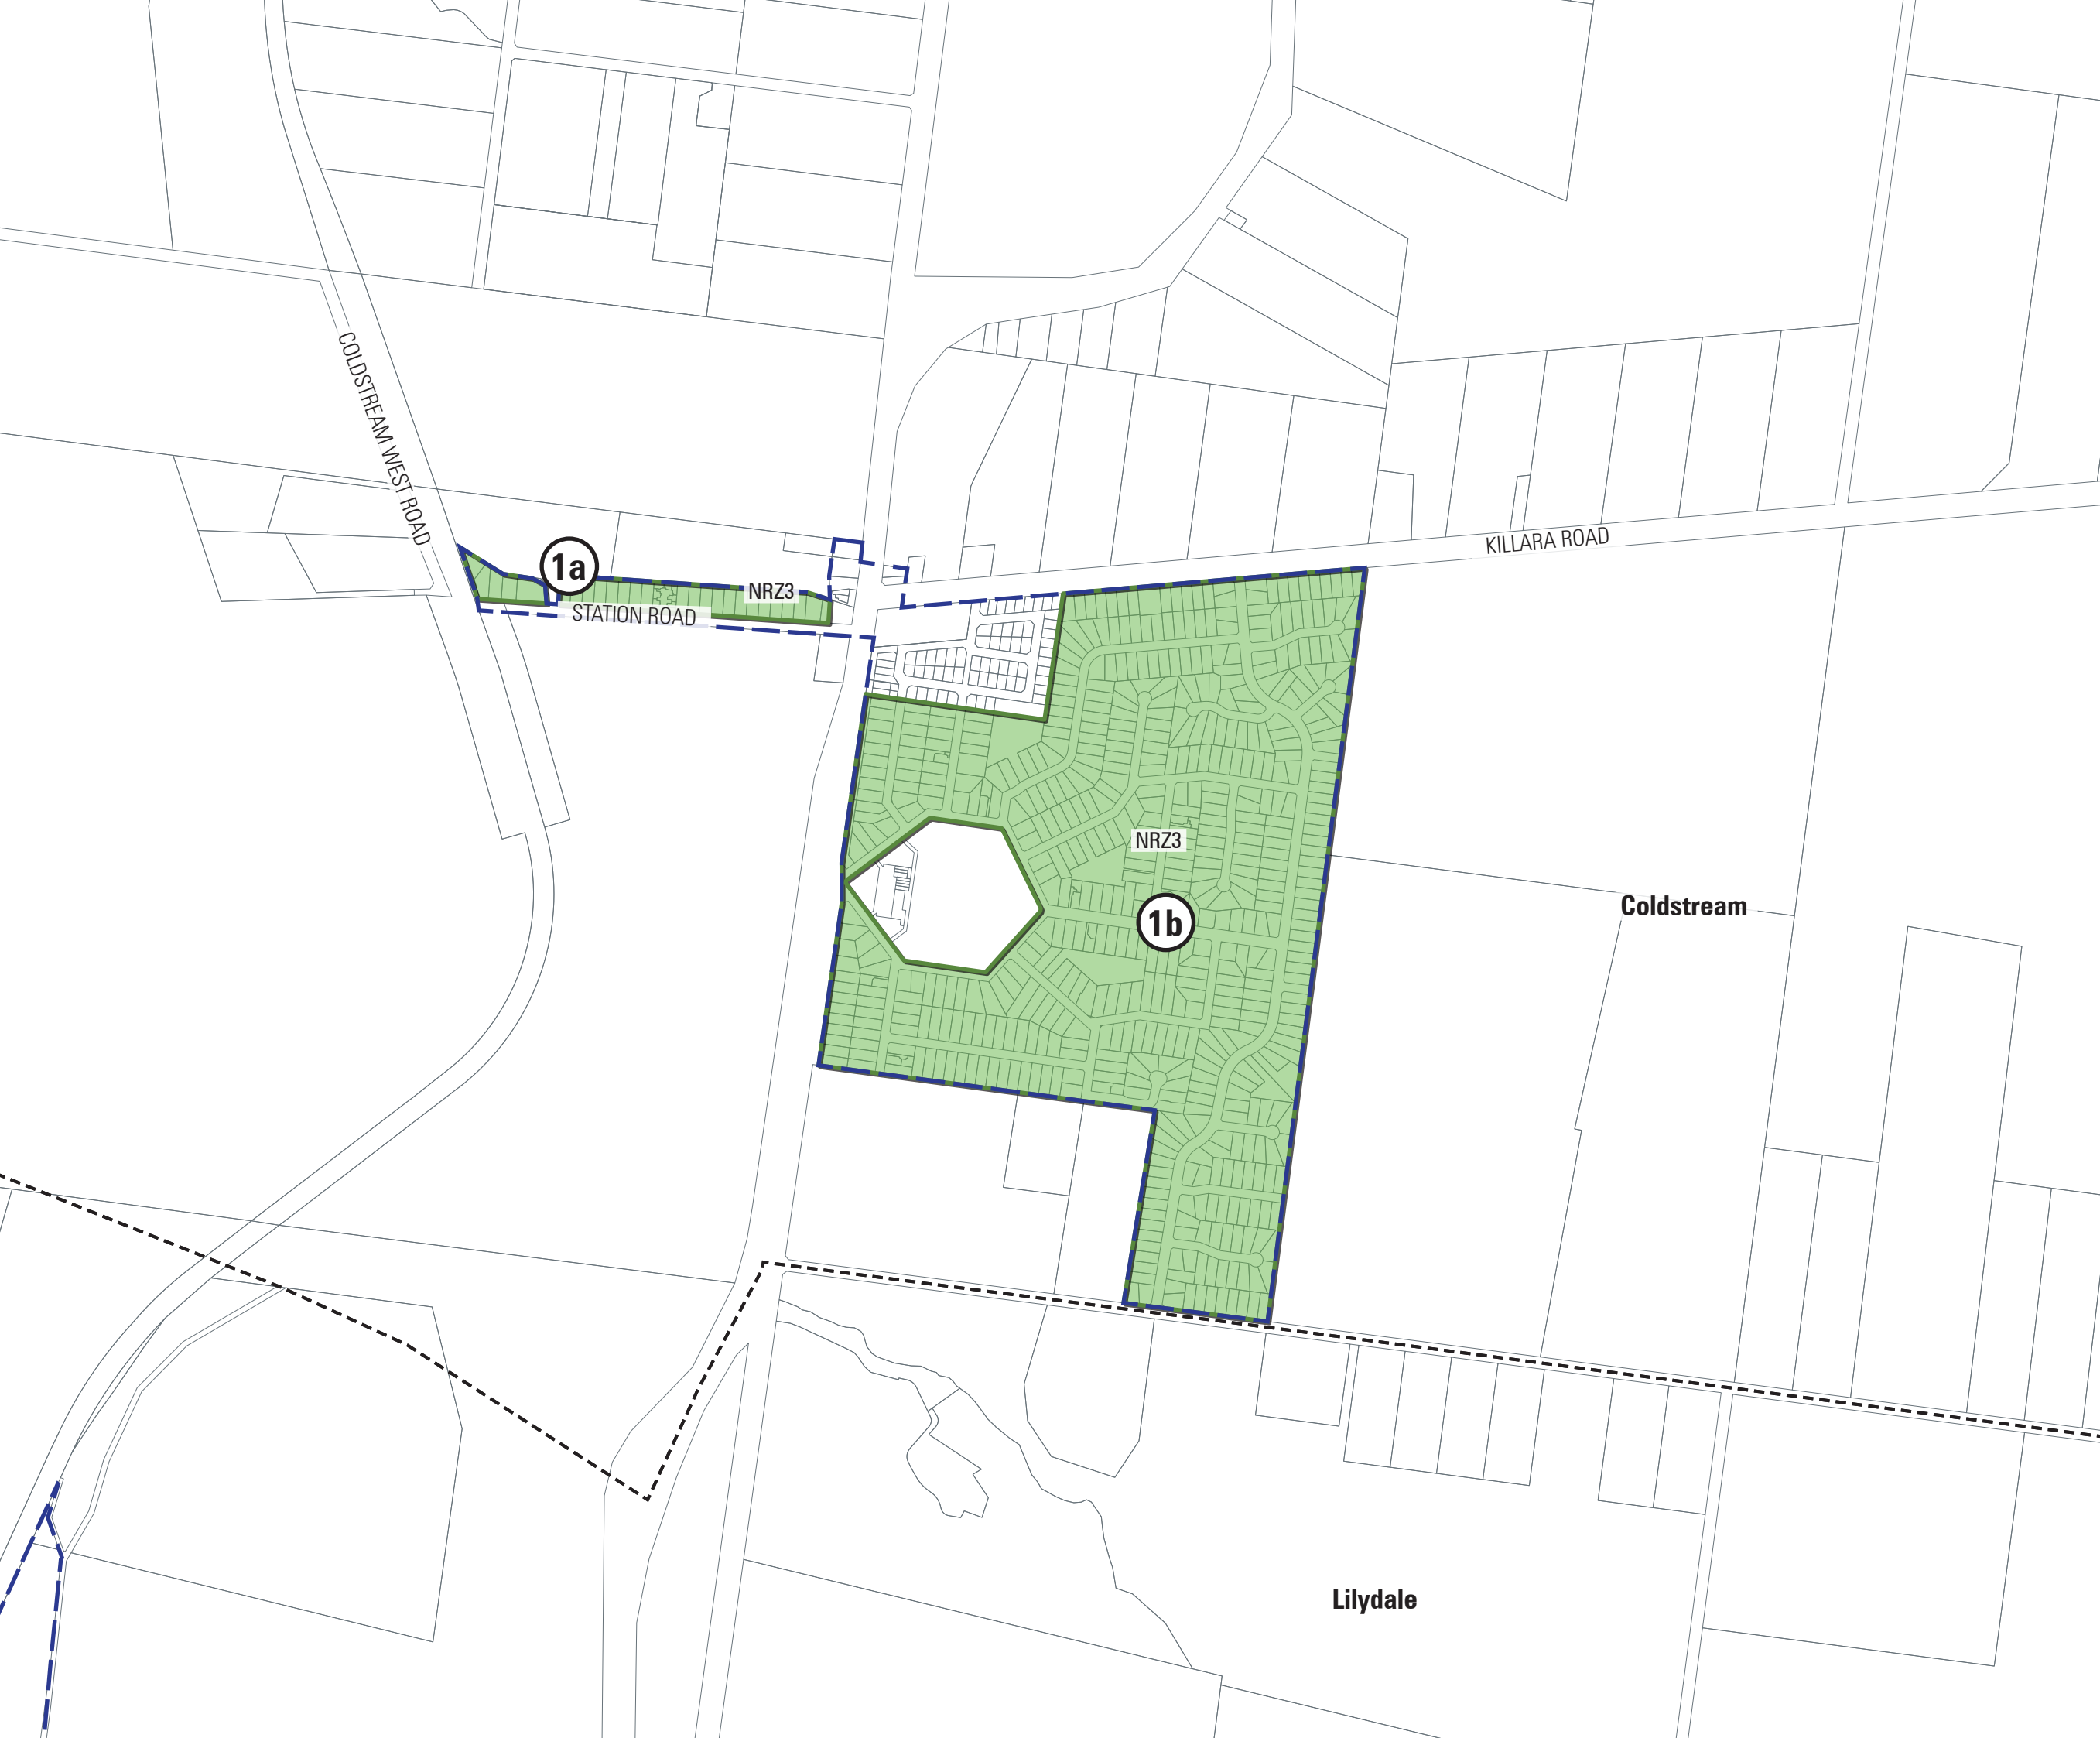 COLDSTREAM WEST ROAD
KILLARA ROAD
1a
NRZ3
STATION ROAD
NRZ3
Coldstream
1b
Lilydale